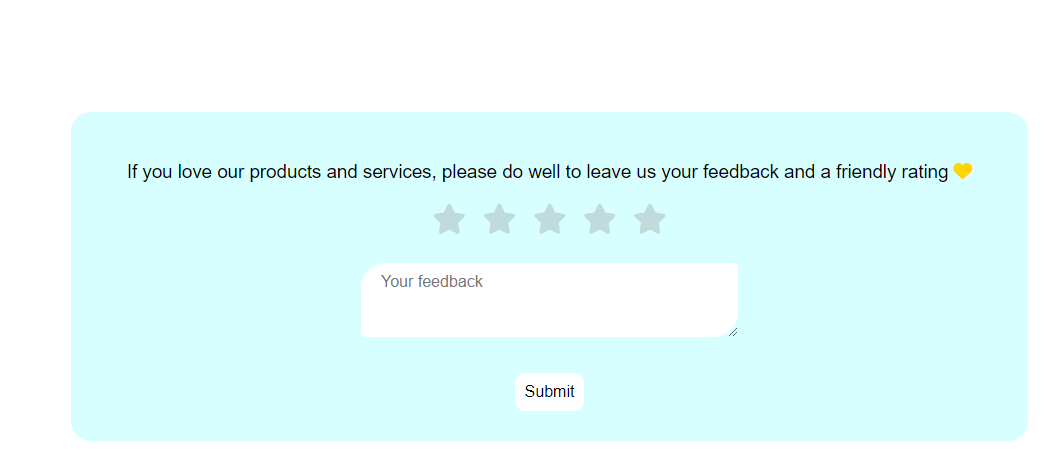 If you love our products and services, please do well to leave us your feedback and a friendly rating 💛
Your feedback
Submit